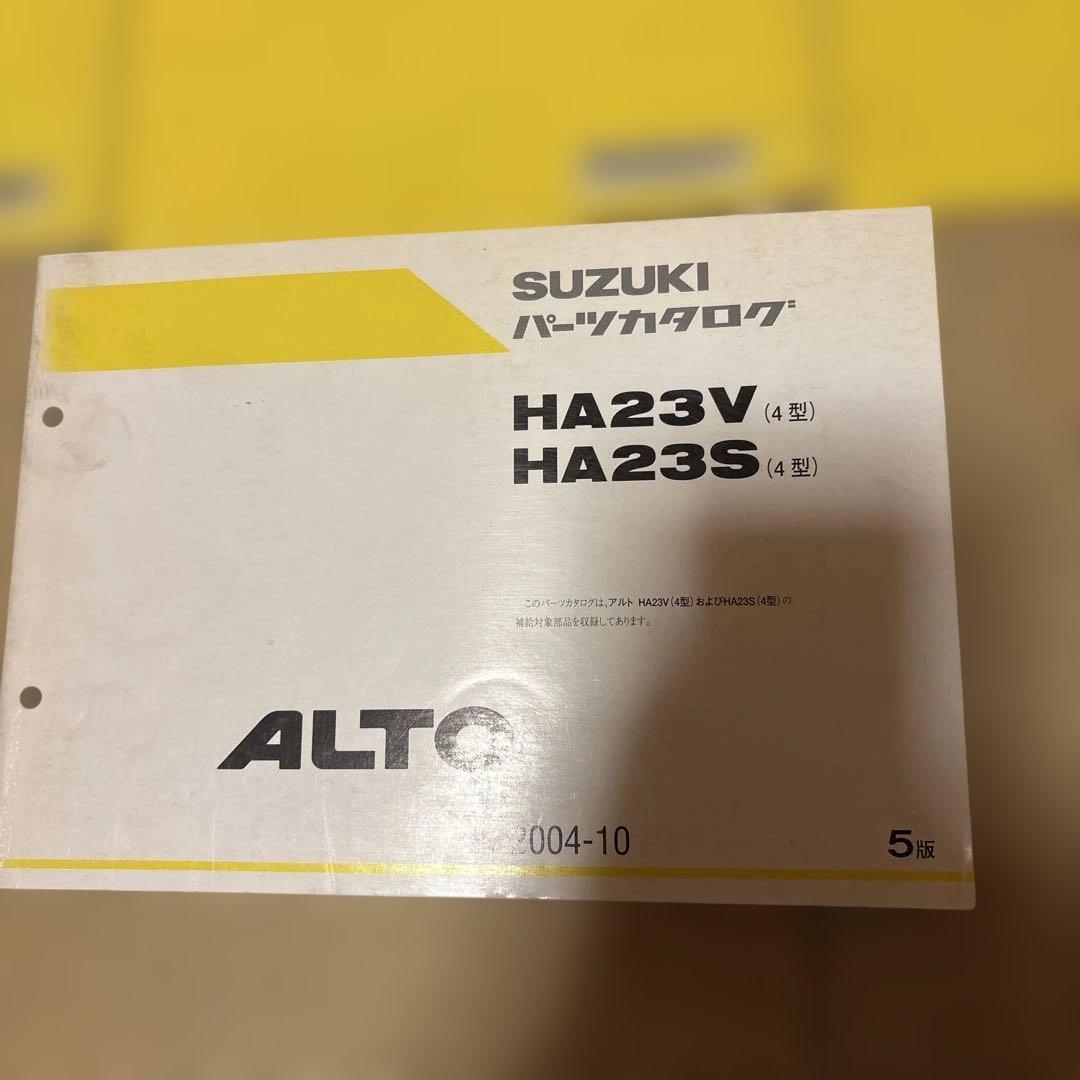 SUZUKI
パーツカタログ
HA23V(4型)
HA23S(4型)
このパーツカタログは、アルト HA23V(4型)およびHA23S(4型)の
補給対象部品を収録してあります。
ALTO
2004-10
5版